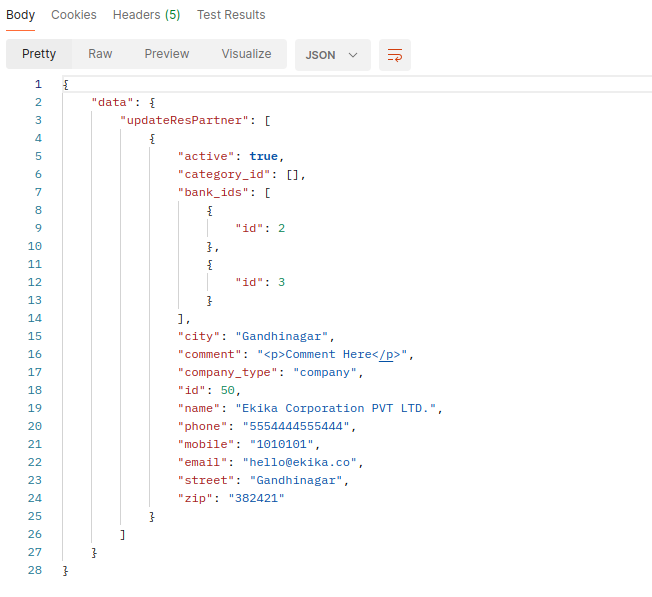 Body Cookies Headers (5) Test Results
Pretty Raw Preview Visualize JSON
1 {
2 "data": {
3 "updateResPartner": [
4 {
5 "active": true,
6 "category_id": [],
7 "bank_ids": [
8 {
9 "id": 2
10 },
11 {
12 "id": 3
13 }
14 ],
15 "city": "Gandhinagar",
16 "comment": "<p>Comment Here</p>",
17 "company_type": "company",
18 "id": 50,
19 "name": "Ekika Corporation PVT LTD.",
20 "phone": "5554444555444",
21 "mobile": "1010101",
22 "email": "hello@ekika.co",
23 "street": "Gandhinagar",
24 "zip": "382421"
25 }
26 ]
27 }
28 }